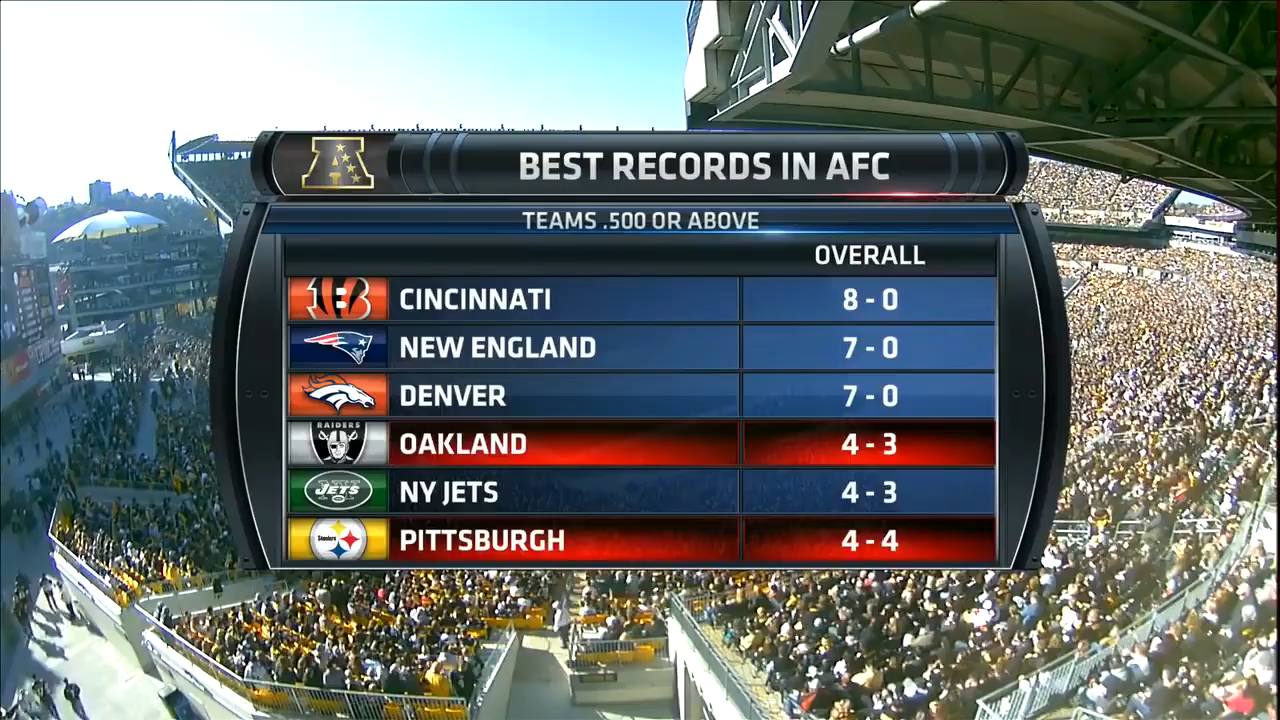 BEST RECORDS IN AFC
TEAMS .500 OR ABOVE
OVERALL
CINCINNATI 8 - 0
NEW ENGLAND 7 - 0
DENVER 7 - 0
RAIDERS
OAKLAND 4 - 3
JETS
NY JETS 4 - 3
Steelers
PITTSBURGH 4 - 4